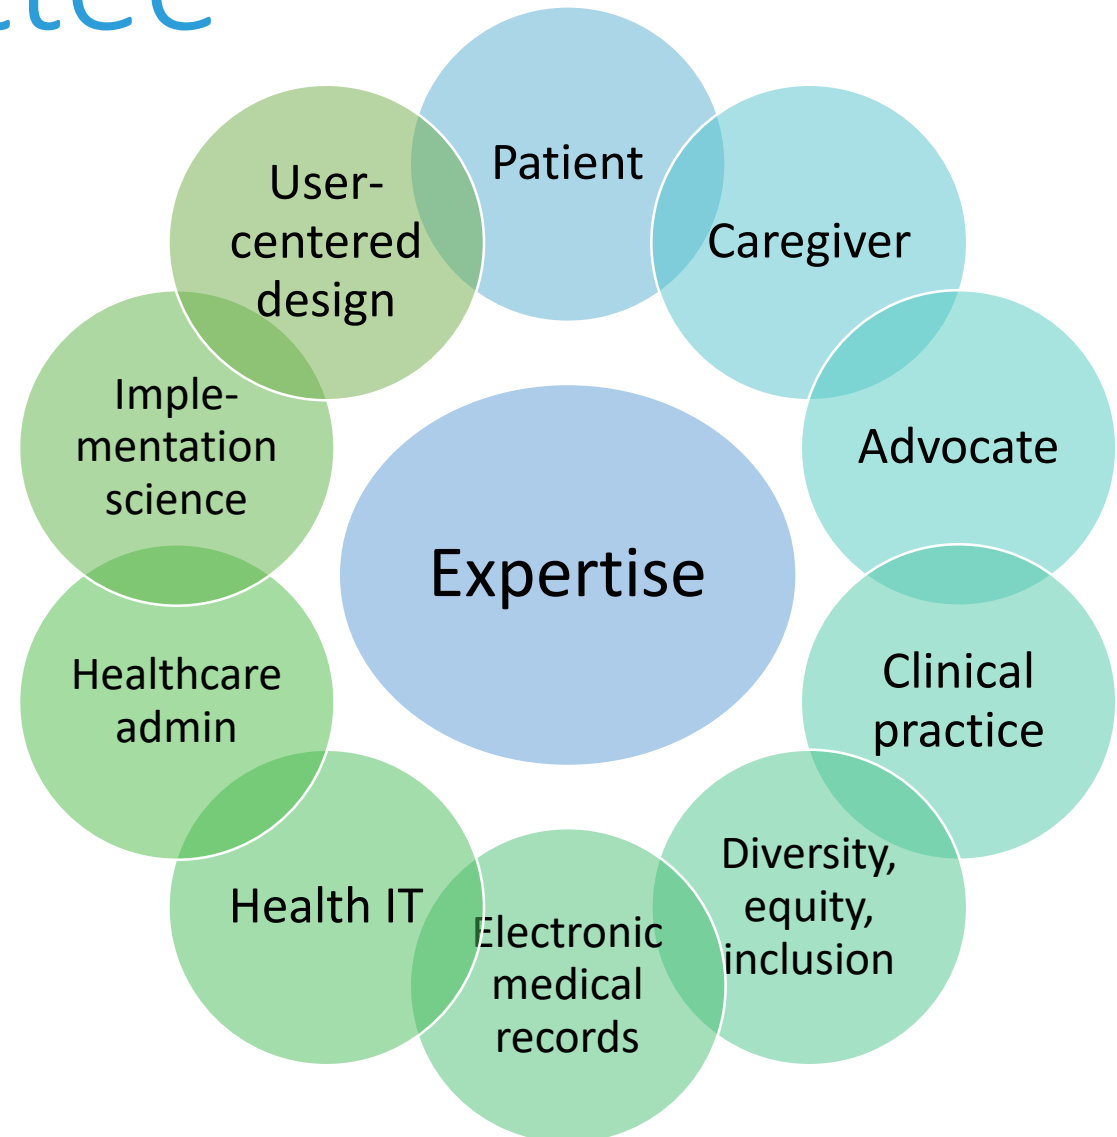 Patient
Caregiver
Advocate
Clinical
practice
Diversity,
equity,
inclusion
Electronic
medical
records
Health IT
Healthcare
admin
Imple-
mentation
science
User-
centered
design
Expertise